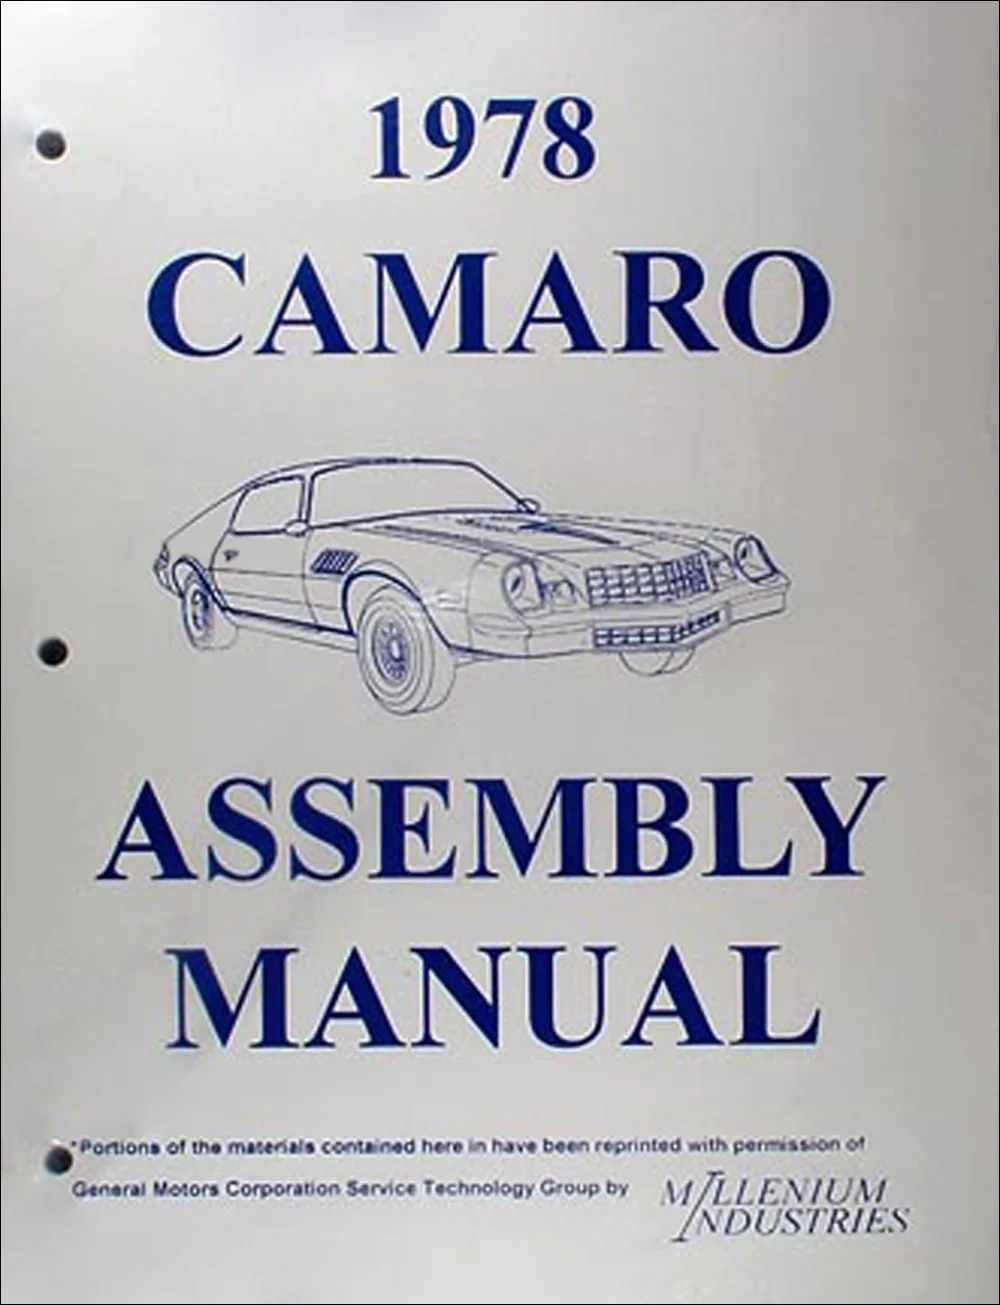 1978
CAMARO
ASSEMBLY
MANUAL
*Portions of the materials contained here in have been reprinted with permission of
General Motors Corporation Service Technology Group by
MILLENIUM
INDUSTRIES